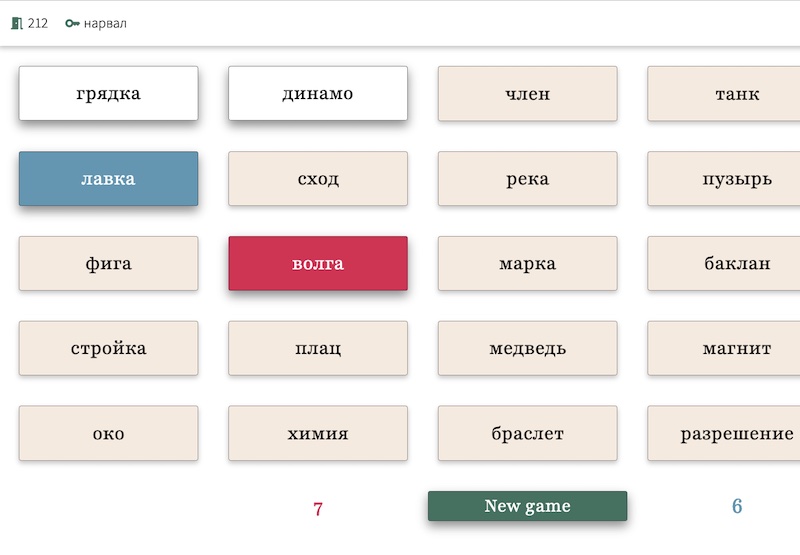 212 нарвал
грядка динамо член танк
лавка сход река пузырь
фига волга марка баклан
стройка плац медведь магнит
око химия браслет разрешение
7 New game 6